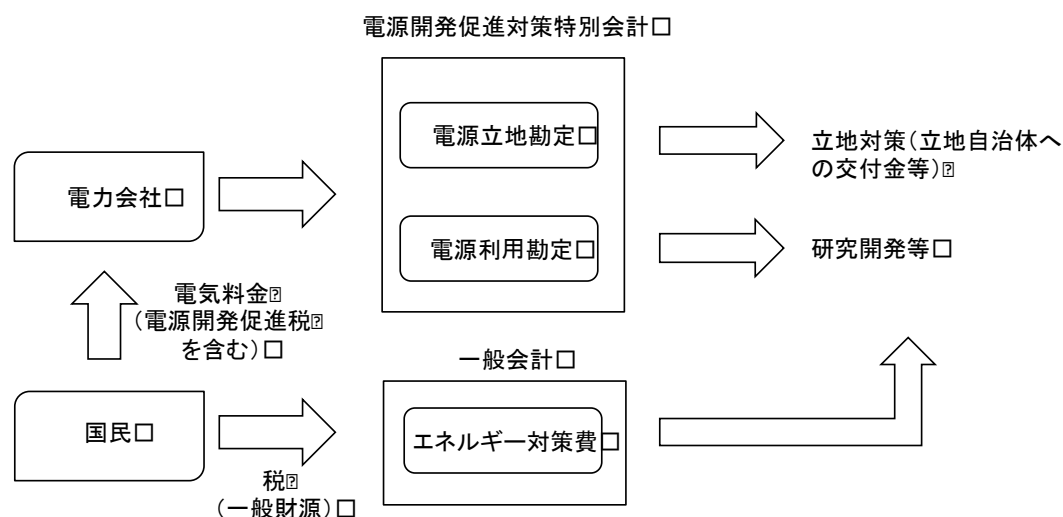 電源開発促進対策特別会計□
電源立地勘定□
立地対策（立地自治体へ
の交付金等）⍰
電力会社□
電源利用勘定□
研究開発等□
電気料金⍰
（電源開発促進税⍰
を含む）□
一般会計□
国民□
エネルギー対策費□
税⍰
（一般財源）□